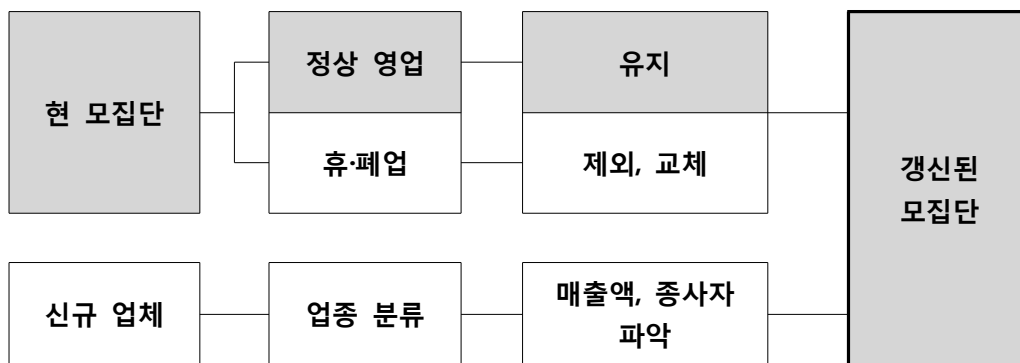 현 모집단
정상 영업
유지
휴·폐업
제외, 교체
갱신된
모집단
신규 업체
업종 분류
매출액, 종사자
파악